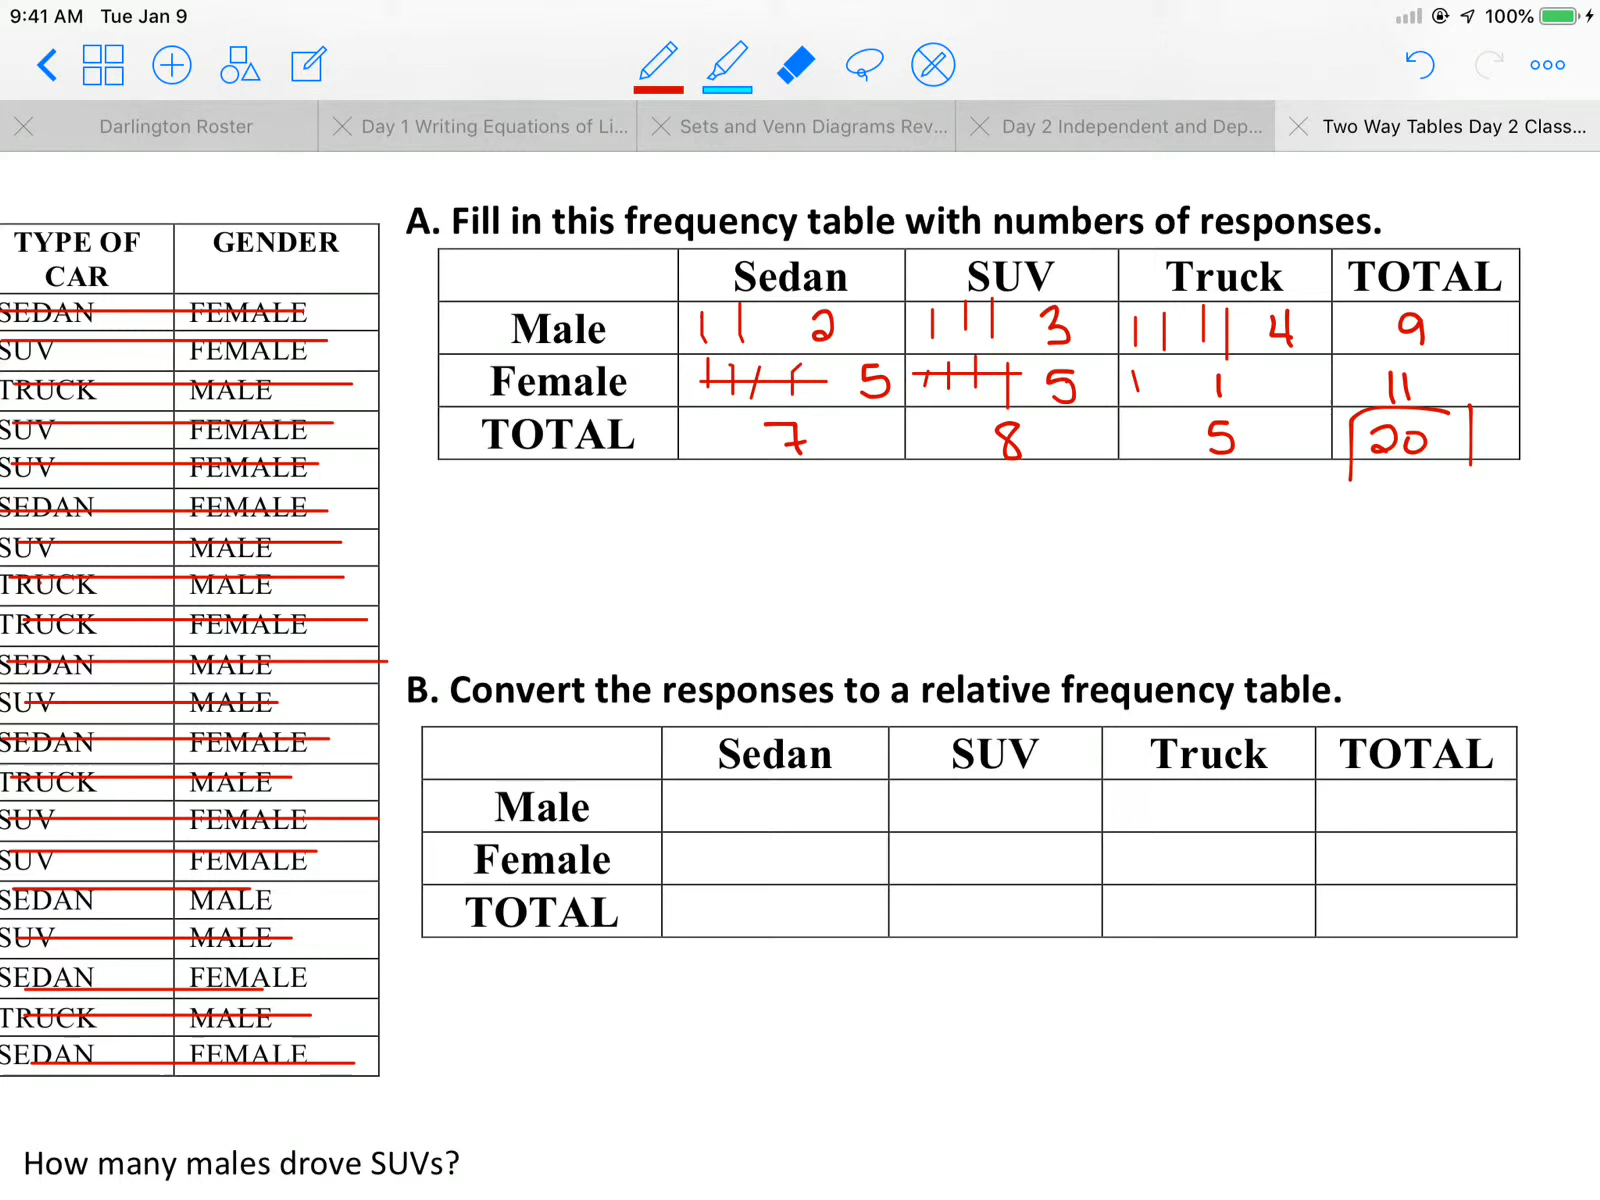 9:41 AM Tue Jan 9 100%
Darlington Roster Day 1 Writing Equations of Li... Sets and Venn Diagrams Rev... Day 2 Independent and Dep... Two Way Tables Day 2 Class...
TYPE OF CAR GENDER
SEDAN FEMALE
SUV FEMALE
TRUCK MALE
SUV FEMALE
SUV FEMALE
SEDAN FEMALE
SUV MALE
TRUCK MALE
TRUCK FEMALE
SEDAN MALE
SUV MALE
SEDAN FEMALE
TRUCK MALE
SUV FEMALE
SUV FEMALE
SEDAN MALE
SUV MALE
SEDAN FEMALE
TRUCK MALE
SEDAN FEMALE
A. Fill in this frequency table with numbers of responses.
Sedan SUV Truck TOTAL
Male 2 3 4 9
Female 5 5 1 11
TOTAL 7 8 5 20
B. Convert the responses to a relative frequency table.
Sedan SUV Truck TOTAL
Male
Female
TOTAL
How many males drove SUVs?